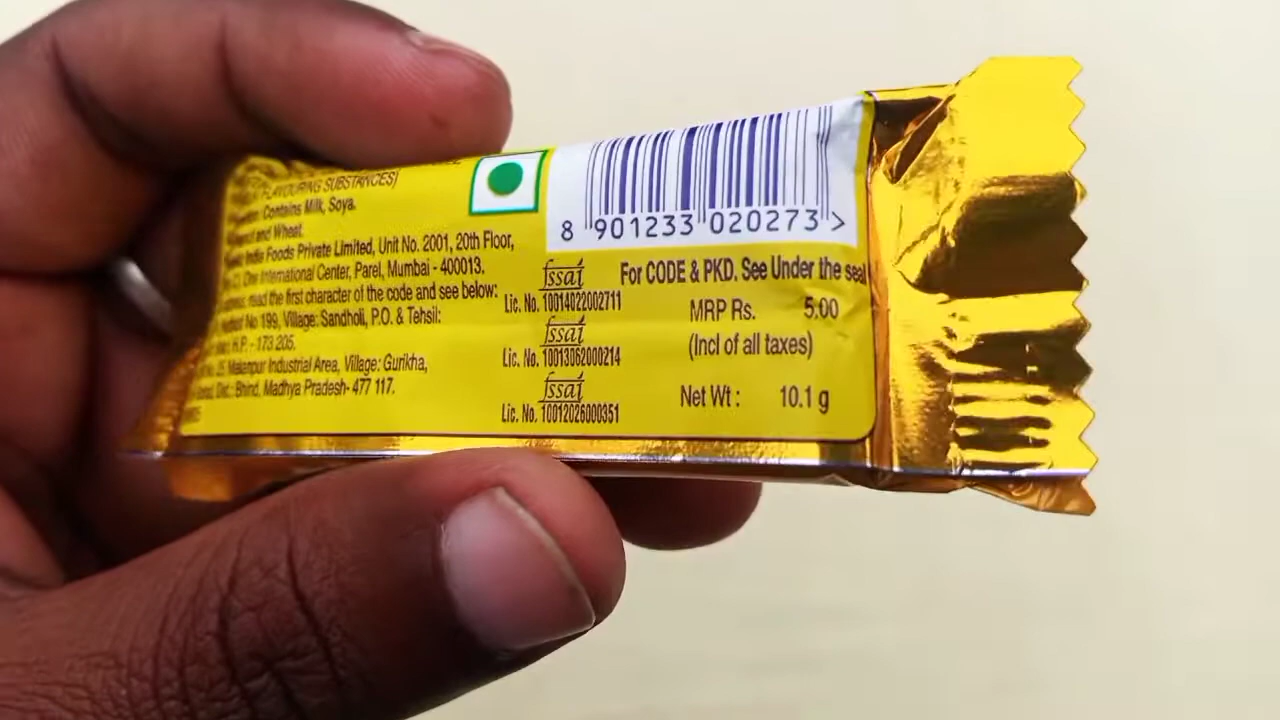 FLAVOURING SUBSTANCES)
Contains Milk, Soya.
and Wheat.
India Foods Private Limited, Unit No. 2001, 20th Floor,
International Center, Parel, Mumbai - 400013.
read the first character of the code and see below:
No 199, Village: Sandholi, P.O. & Tehsil:
H.P. - 173 205.
Malanpur Industrial Area, Village: Gurikha,
Dist.: Bhind, Madhya Pradesh- 477 117.
8 901233 020273 >
fssai
Lic. No. 10014022002711
fssai
Lic. No. 10013062000214
fssai
Lic. No. 10012026000351
For CODE & PKD. See Under the seal
MRP Rs. 5.00
(Incl of all taxes)
Net Wt : 10.1 g